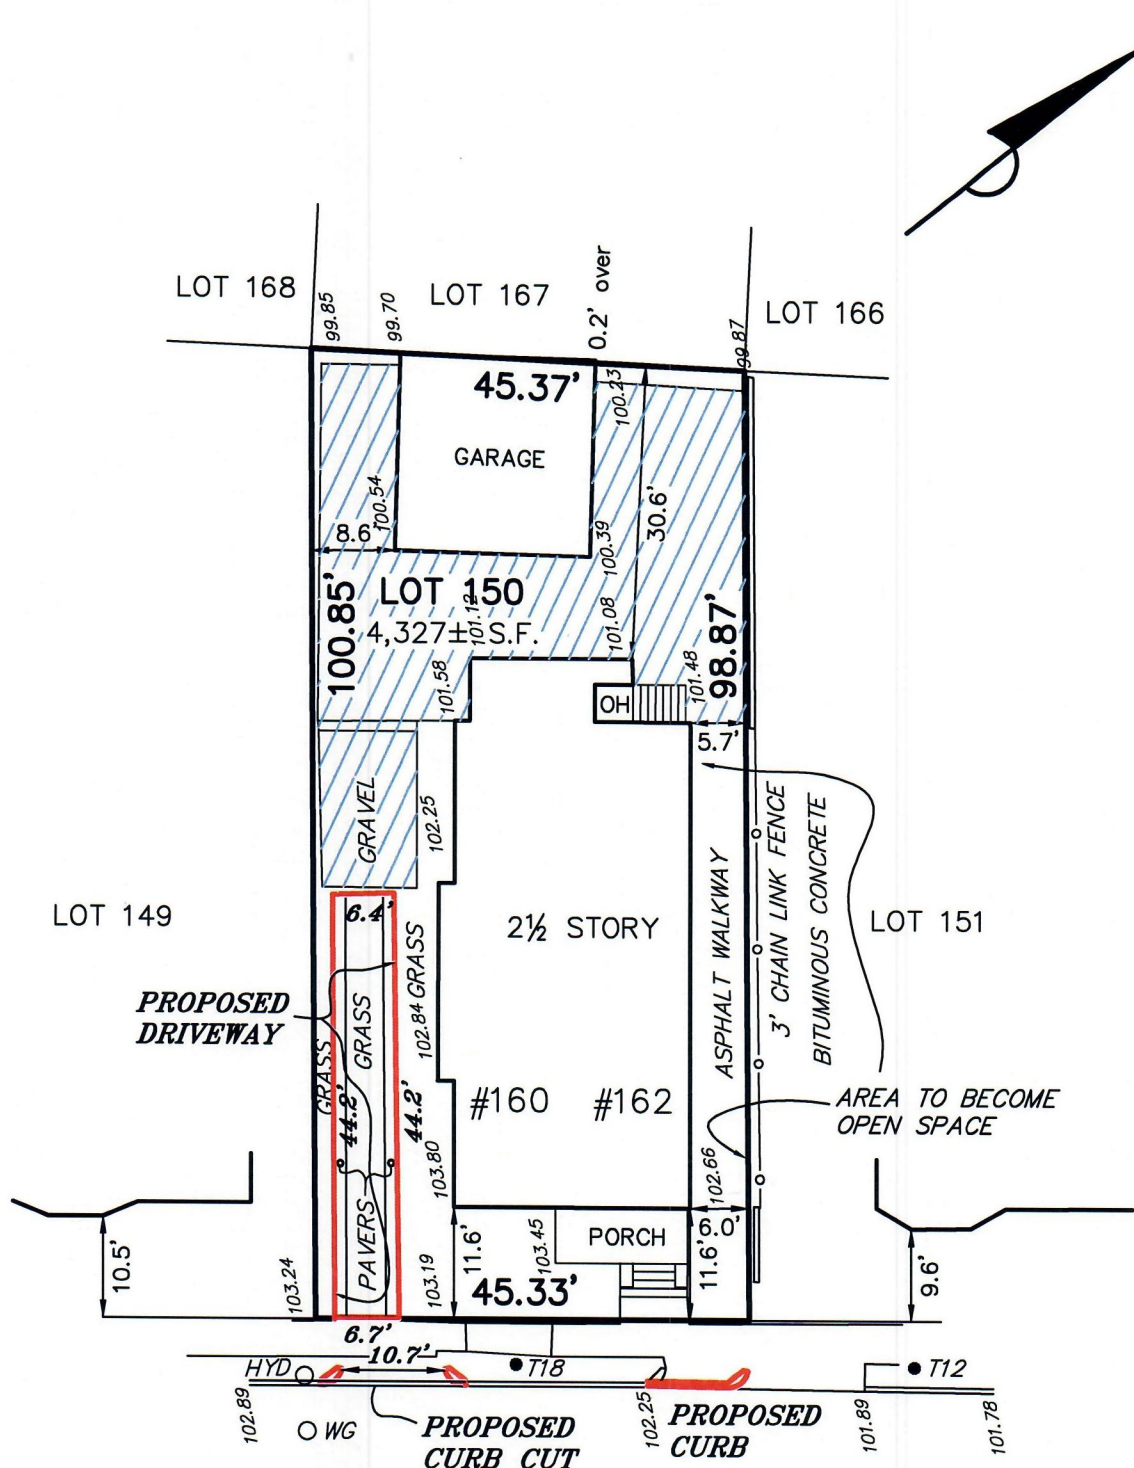 LOT 168
99.85
99.70
LOT 167
0.2' over
99.87
LOT 166
45.37'
100.23
GARAGE
100.54
8.6'
100.39
30.6'
100.85'
LOT 150
4,327± S.F.
101.12
101.08
101.58
101.48
98.87'
OH
5.7'
GRAVEL
102.25
ASPHALT WALKWAY
3' CHAIN LINK FENCE
BITUMINOUS CONCRETE
LOT 149
6.4'
GRASS
2½ STORY
LOT 151
PROPOSED
DRIVEWAY
GRASS
GRASS
102.84
44.2'
44.2'
#160
#162
AREA TO BECOME
OPEN SPACE
103.80
102.66
PAVERS
10.5'
103.24
103.19
11.6'
103.45
PORCH
6.0'
11.6'
9.6'
45.33'
6.7'
10.7'
HYD
T18
T12
102.89
WG
PROPOSED
CURB CUT
102.25
PROPOSED
CURB
101.89
101.78